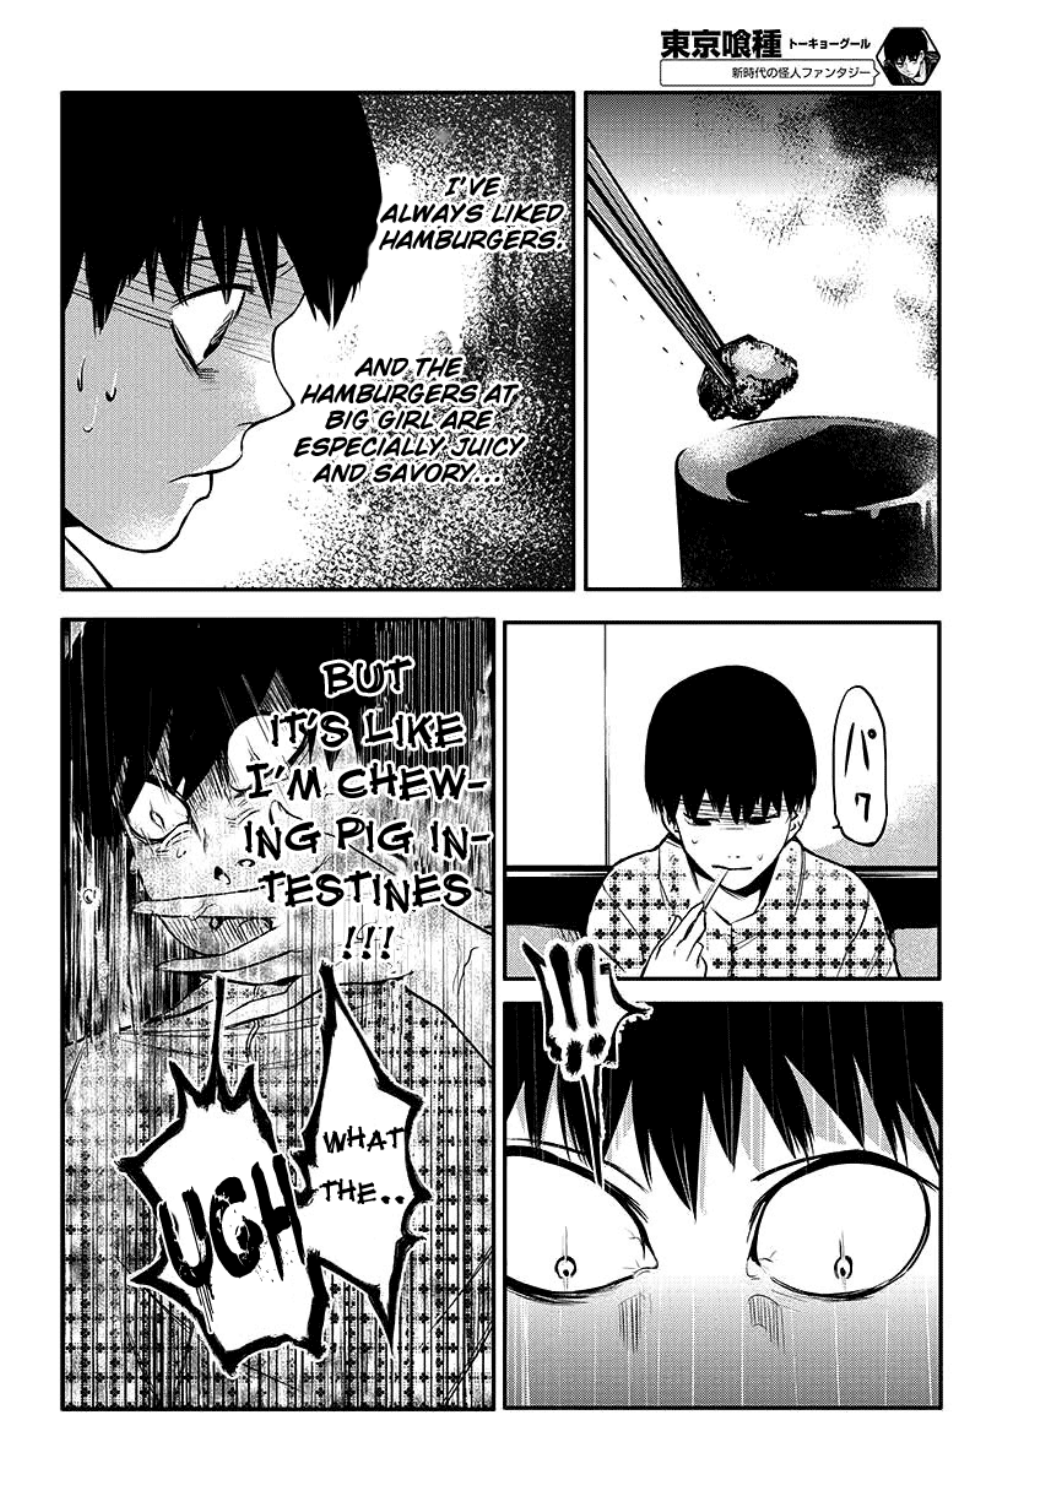 東京喰種 トーキョーグール
新時代の怪人ファンタジー
I'VE
ALWAYS LIKED
HAMBURGERS.
AND THE
HAMBURGERS AT
BIG GIRL ARE
ESPECIALLY JUICY
AND SAVORY...
パク
!!
BUT
IT'S LIKE
I'M CHEW-
ING PIG IN-
TESTINES
!!!
WHAT
THE..
UGH